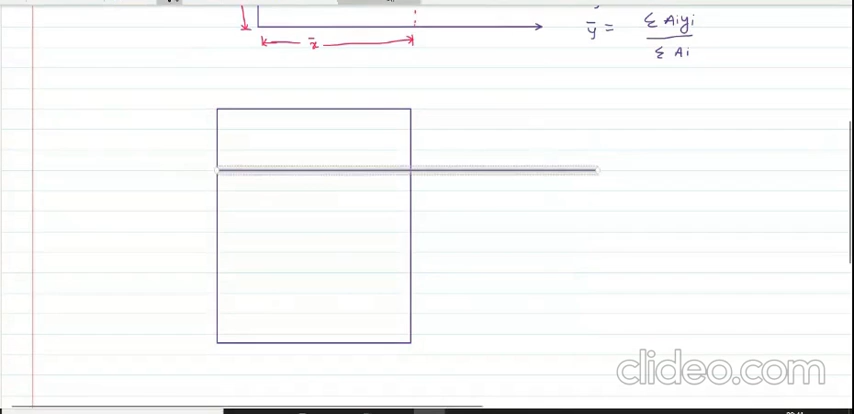 x̄
ȳ = Σ Aiyi / Σ Ai
clideo.com